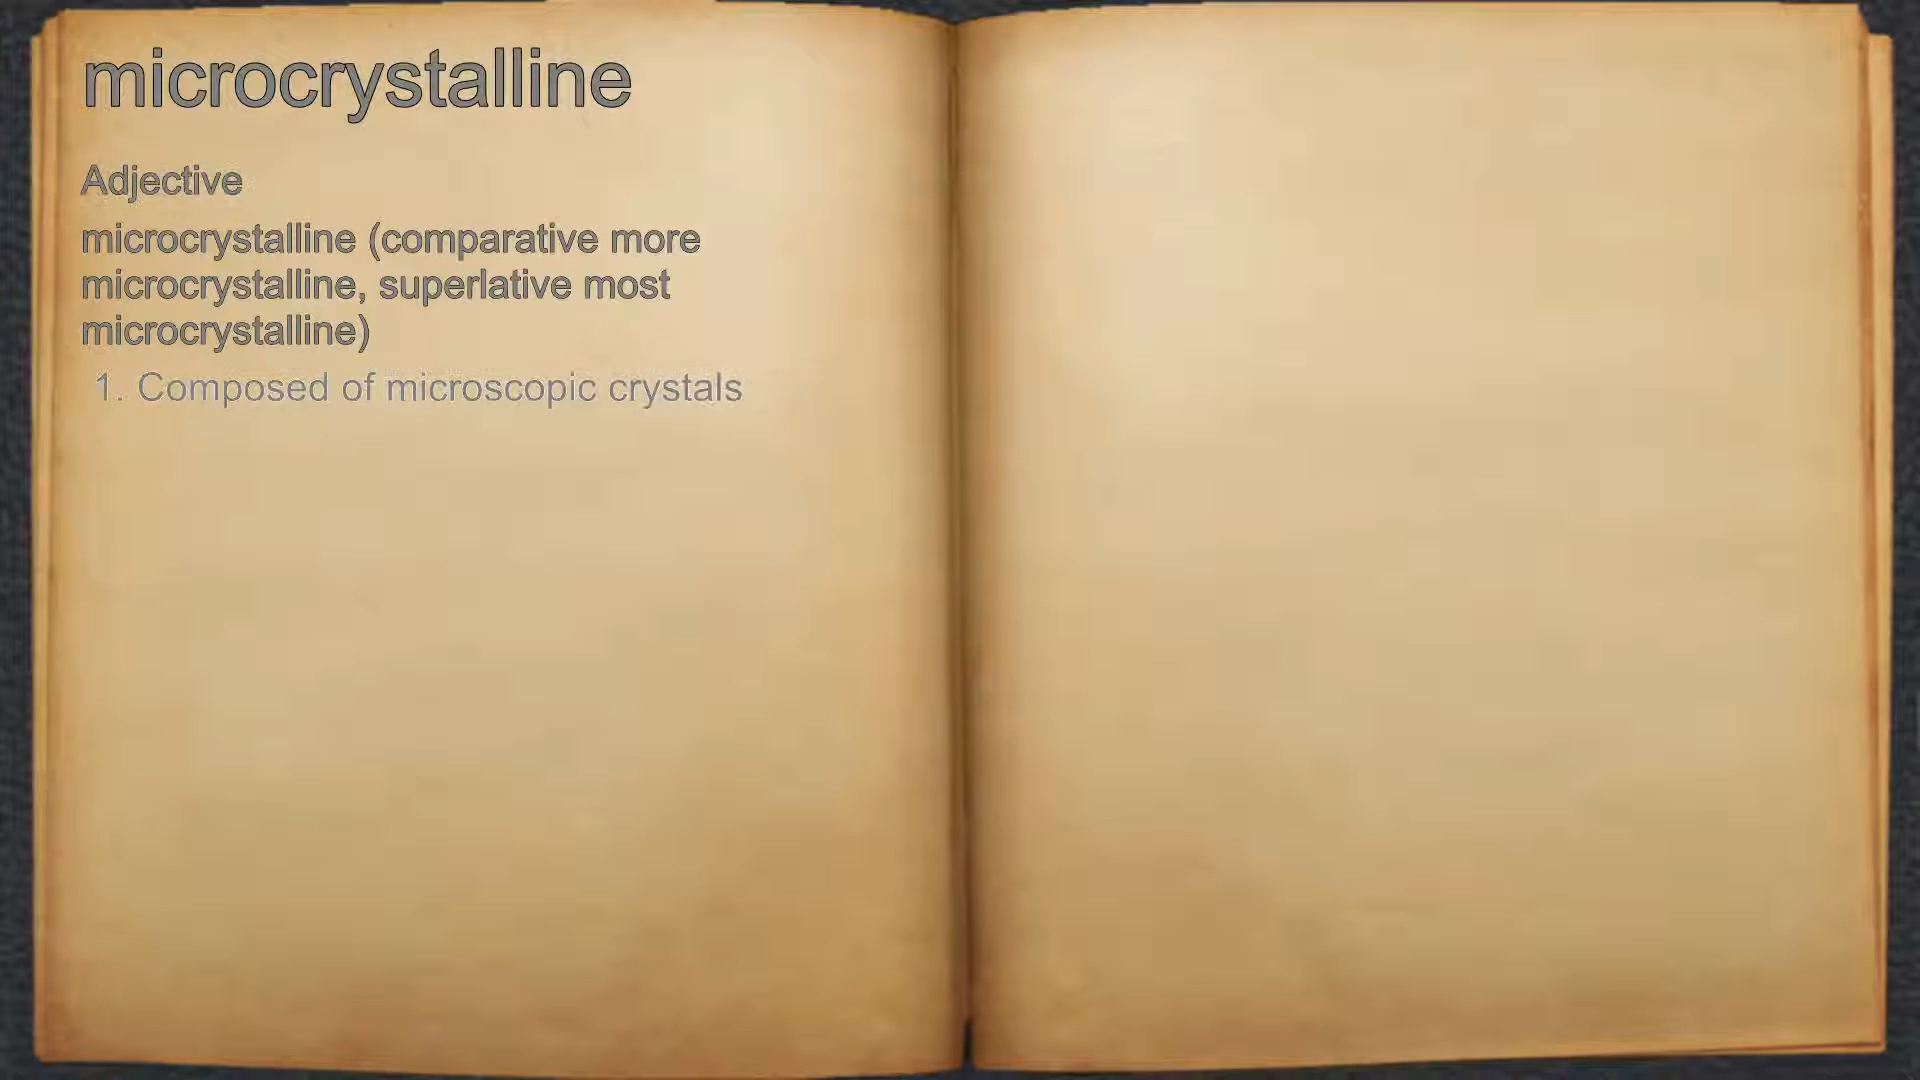 microcrystalline
Adjective
microcrystalline (comparative more
microcrystalline, superlative most
microcrystalline)
1. Composed of microscopic crystals